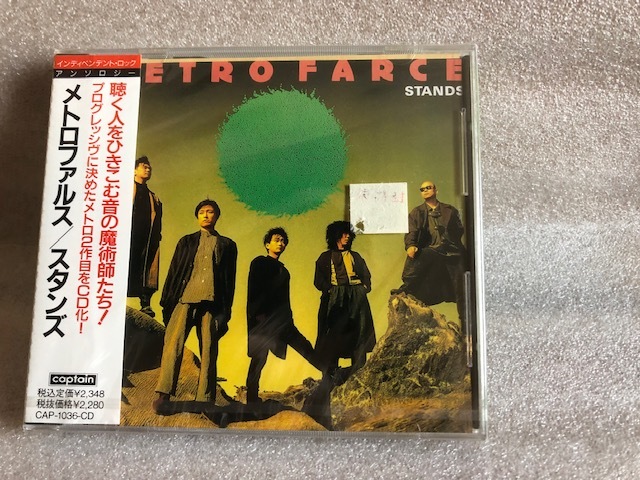 インディペンデント・ロック
アンソロジー
聴く人をひきこむ音の魔術師たち!
プログレッシヴに決めたメトロ2作目をCD化!
メトロファルス/スタンズ
captain
税込定価¥2,348
税抜価格¥2,280
CAP-1036-CD
ETRO FARCE
STANDS